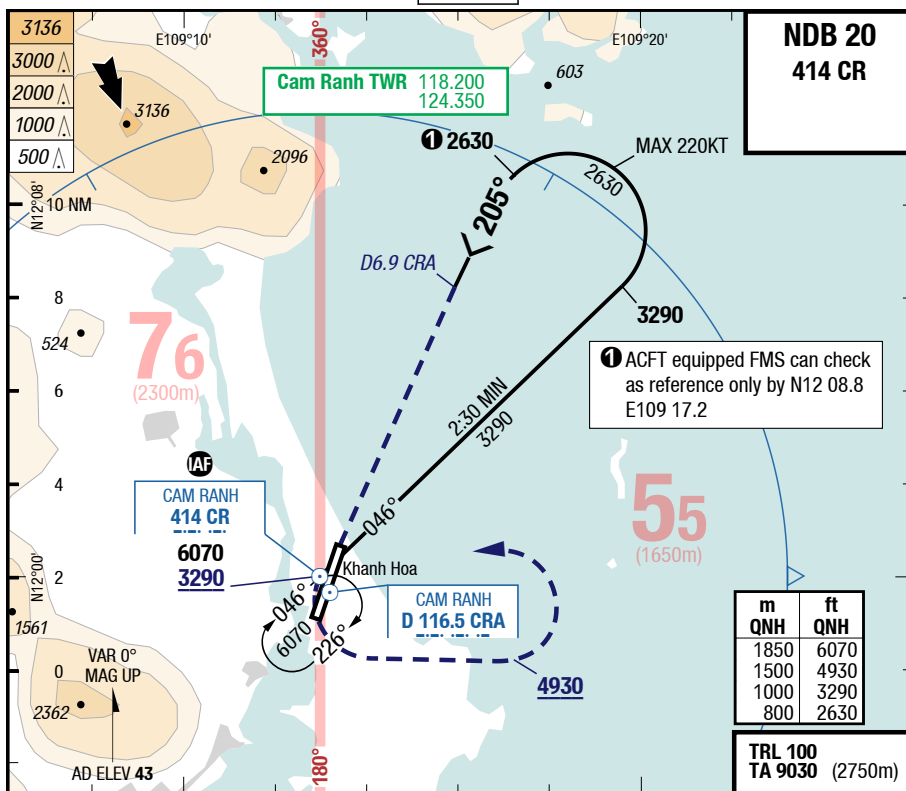 3136
3000
2000
1000
500
E109°10'
360°
E109°20'
NDB 20
414 CR
Cam Ranh TWR 118.200
124.350
603
3136
2096
1 2630
MAX 220KT
2630
N12°08'
10 NM
205°
D6.9 CRA
8
3290
524
76
(2300m)
1 ACFT equipped FMS can check
as reference only by N12 08.8
E109 17.2
6
2:30 MIN
3290
IAF
4
CAM RANH
414 CR
046°
55
(1650m)
6070
3290
Khanh Hoa
N12°00'
2
CAM RANH
D 116.5 CRA
046°
6070
226°
1561
m ft
QNH QNH
1850 6070
1500 4930
1000 3290
800 2630
VAR 0°
MAG UP
0
4930
2362
AD ELEV 43
180°
TRL 100
TA 9030 (2750m)